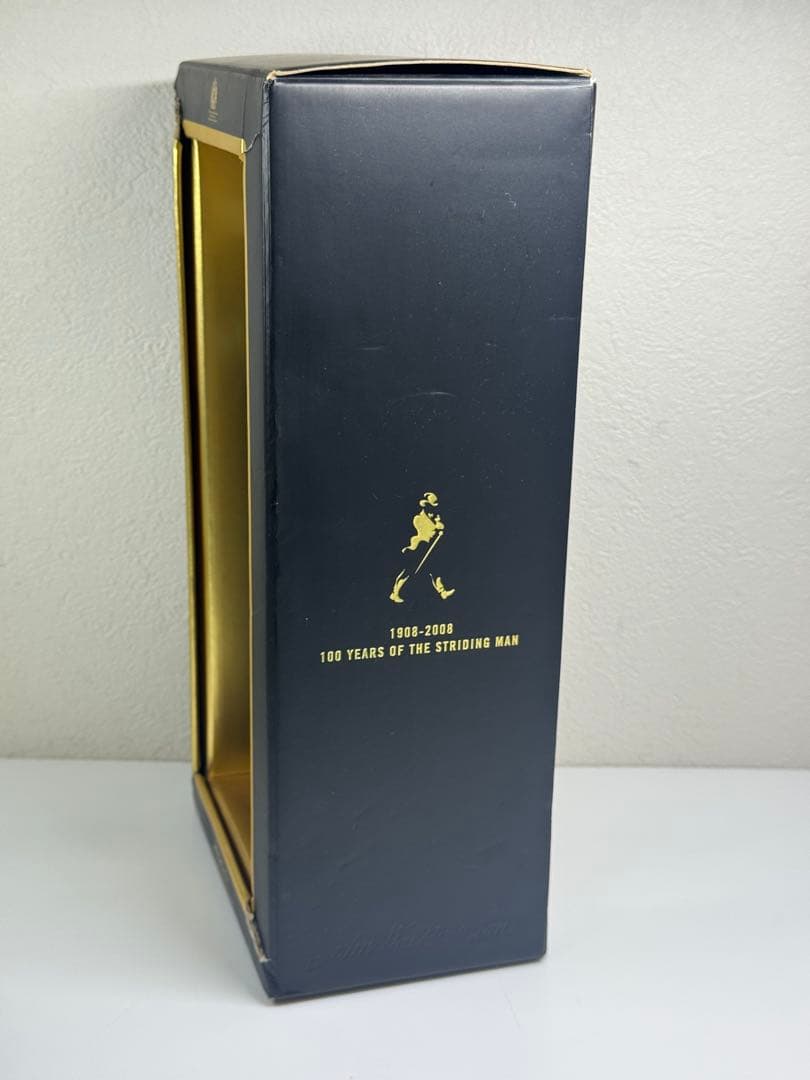 1908-2008
100 YEARS OF THE STRIDING MAN